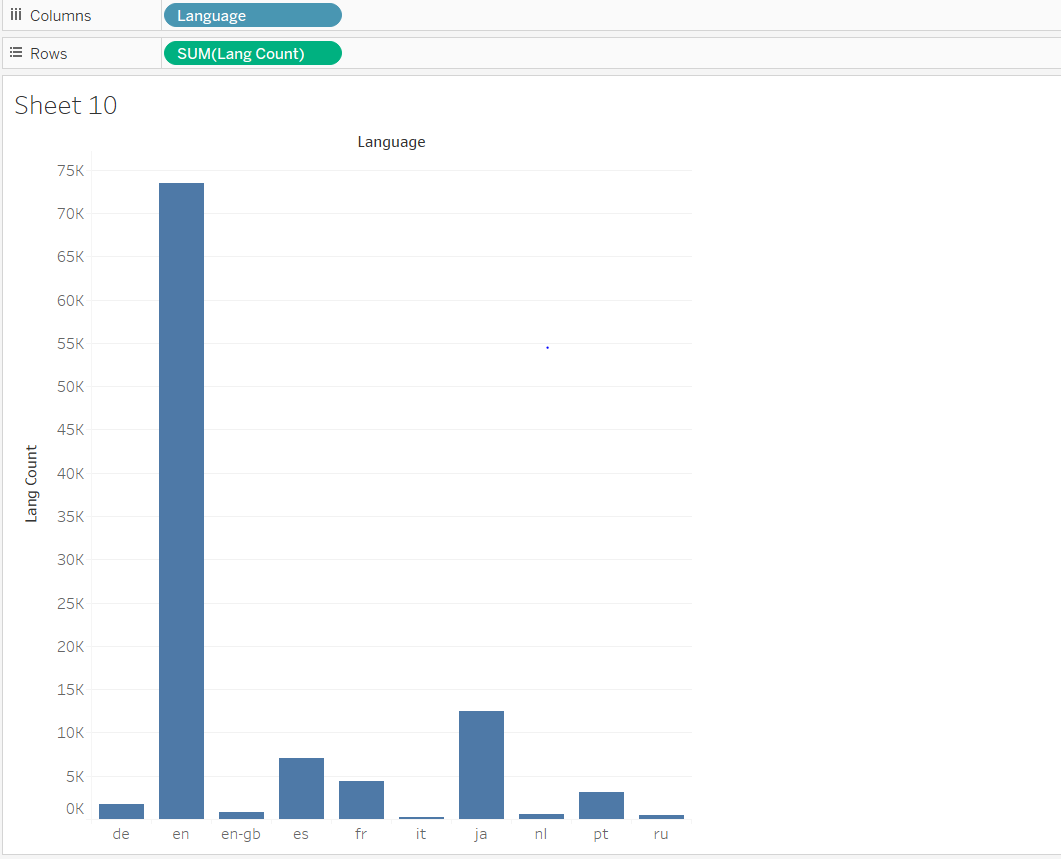 Columns
Language
Rows
SUM(Lang Count)
Sheet 10
Language
75K
70K
65K
60K
55K
50K
45K
40K
35K
30K
25K
20K
15K
10K
5K
0K
Lang Count
de en en-gb es fr it ja nl pt ru